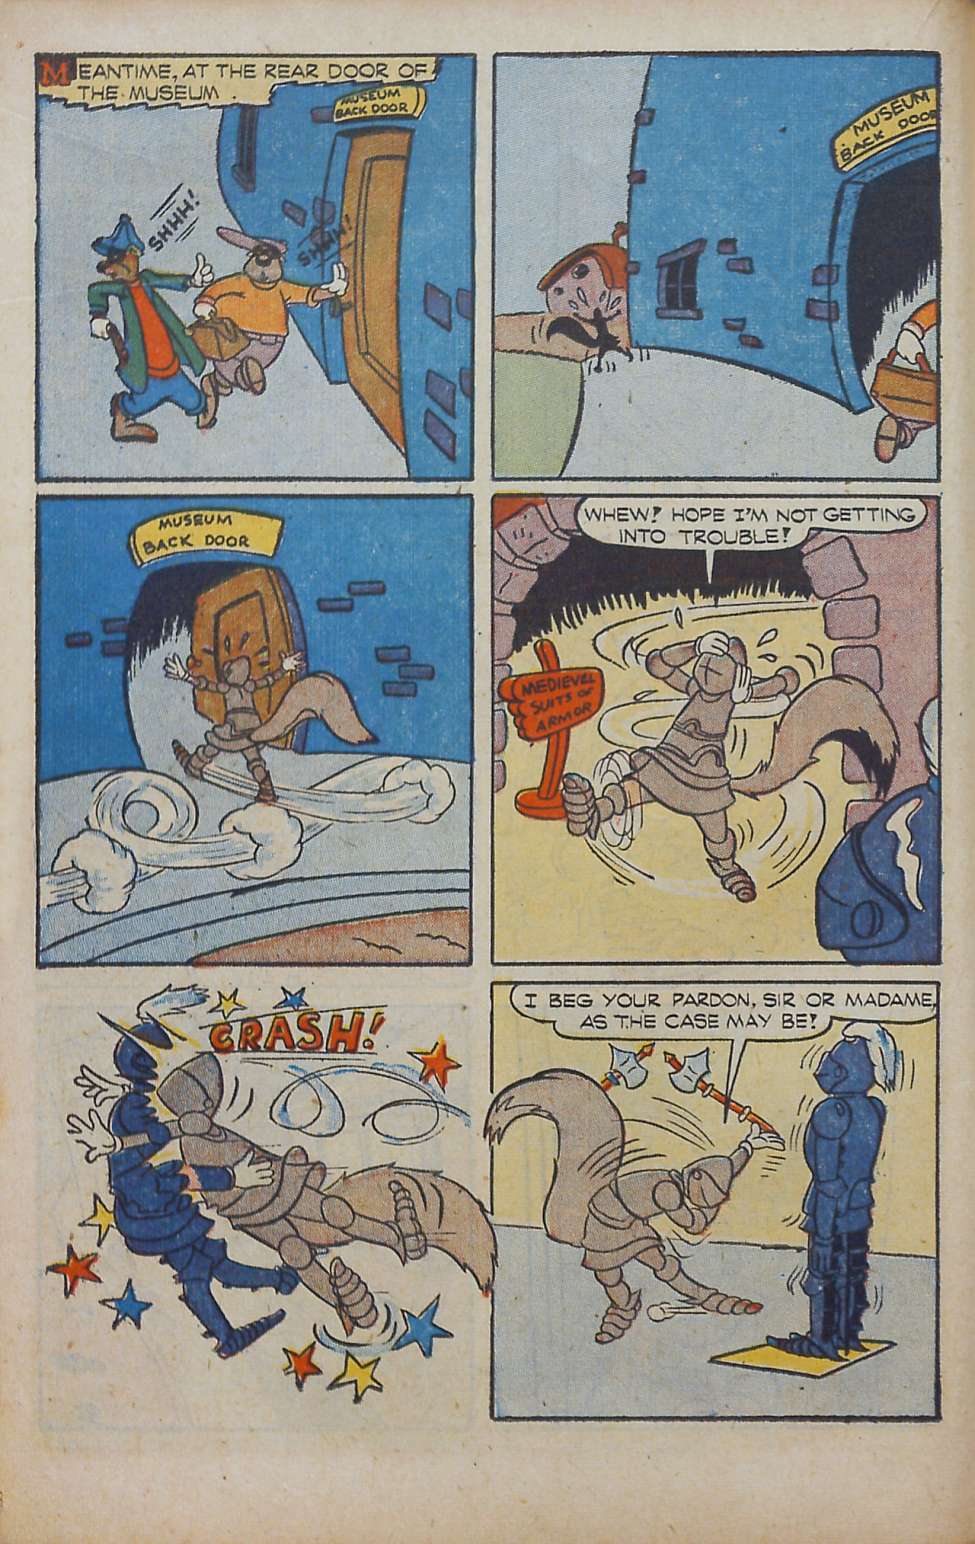 MEANTIME, AT THE REAR DOOR OF
THE MUSEUM.
MUSEUM
BACK DOOR
SHHH!
SHHH!
MUSEUM
BACK DOOR
MUSEUM
BACK DOOR
WHEW! HOPE I'M NOT GETTING
INTO TROUBLE!
MEDIEVEL
SUITS OF
ARMOR
CRASH!
I BEG YOUR PARDON, SIR OR MADAME,
AS THE CASE MAY BE!